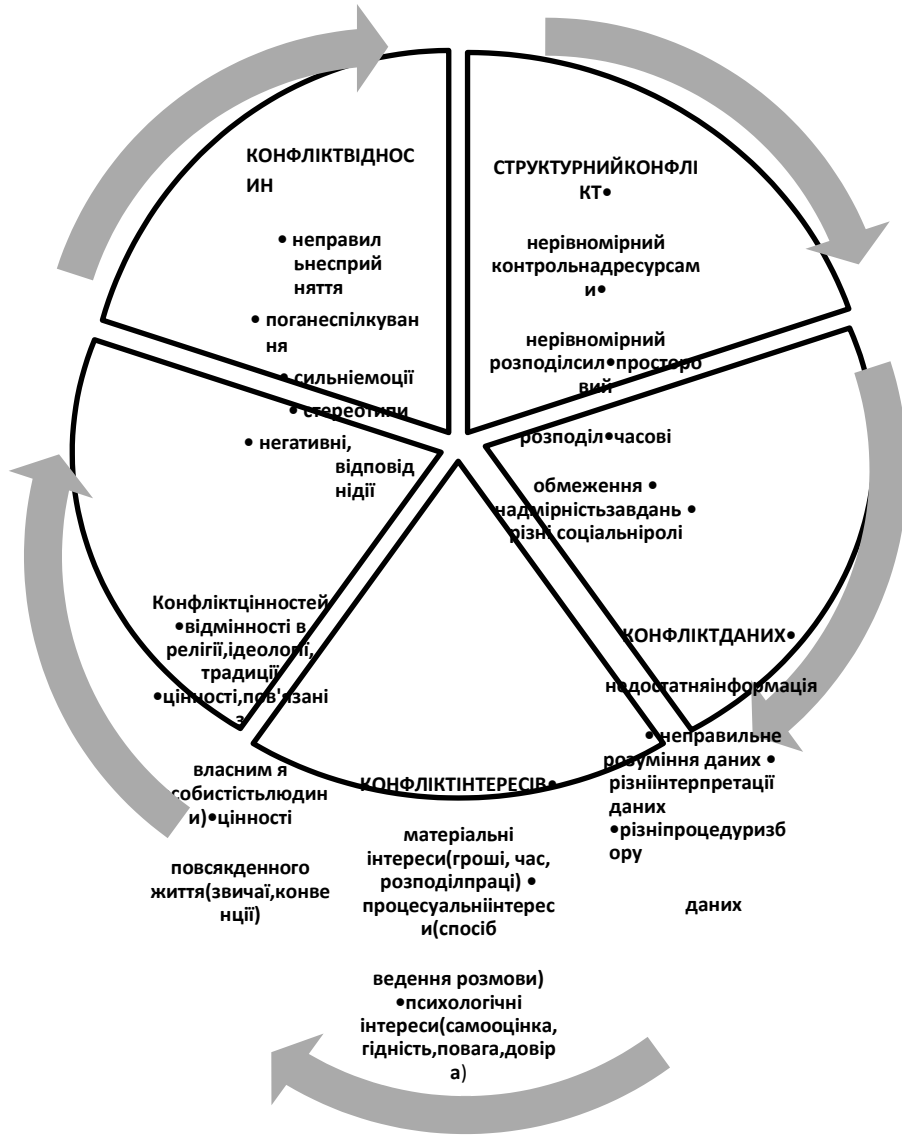 КОНФЛІКТВІДНОС
ИН
• неправил
ьнесприй
няття
• поганеспілкуван
ня
• сильніемоції
• стереотипи
• негативні,
відповід
нідії
СТРУКТУРНИЙКОНФЛІ
КТ•
нерівномірний
контрольнадресурсам
и•
нерівномірний
розподілсил•просторо
вий
розподіл•часові
обмеження •
надмірністьзавдань •
різні соціальніролі
КОНФЛІКТДАНИХ•
недостатняінформація
• неправильне
розуміння даних •
різніінтерпретації
даних
•різніпроцедуризб
ору
даних
КОНФЛІКТІНТЕРЕСІВ•
матеріальні
інтереси(гроші, час,
розподілпраці) •
процесуальніінтерес
и(спосіб
ведення розмови)
•психологічні
інтереси(самооцінка,
гідність,повага,довір
а)
Конфліктцінностей
•відмінності в
релігії,ідеології,
традиції
•цінності,пов'язані
з
власним я
собистістьлюдин
и)•цінності
повсякденного
життя(звичаї,конве
нції)